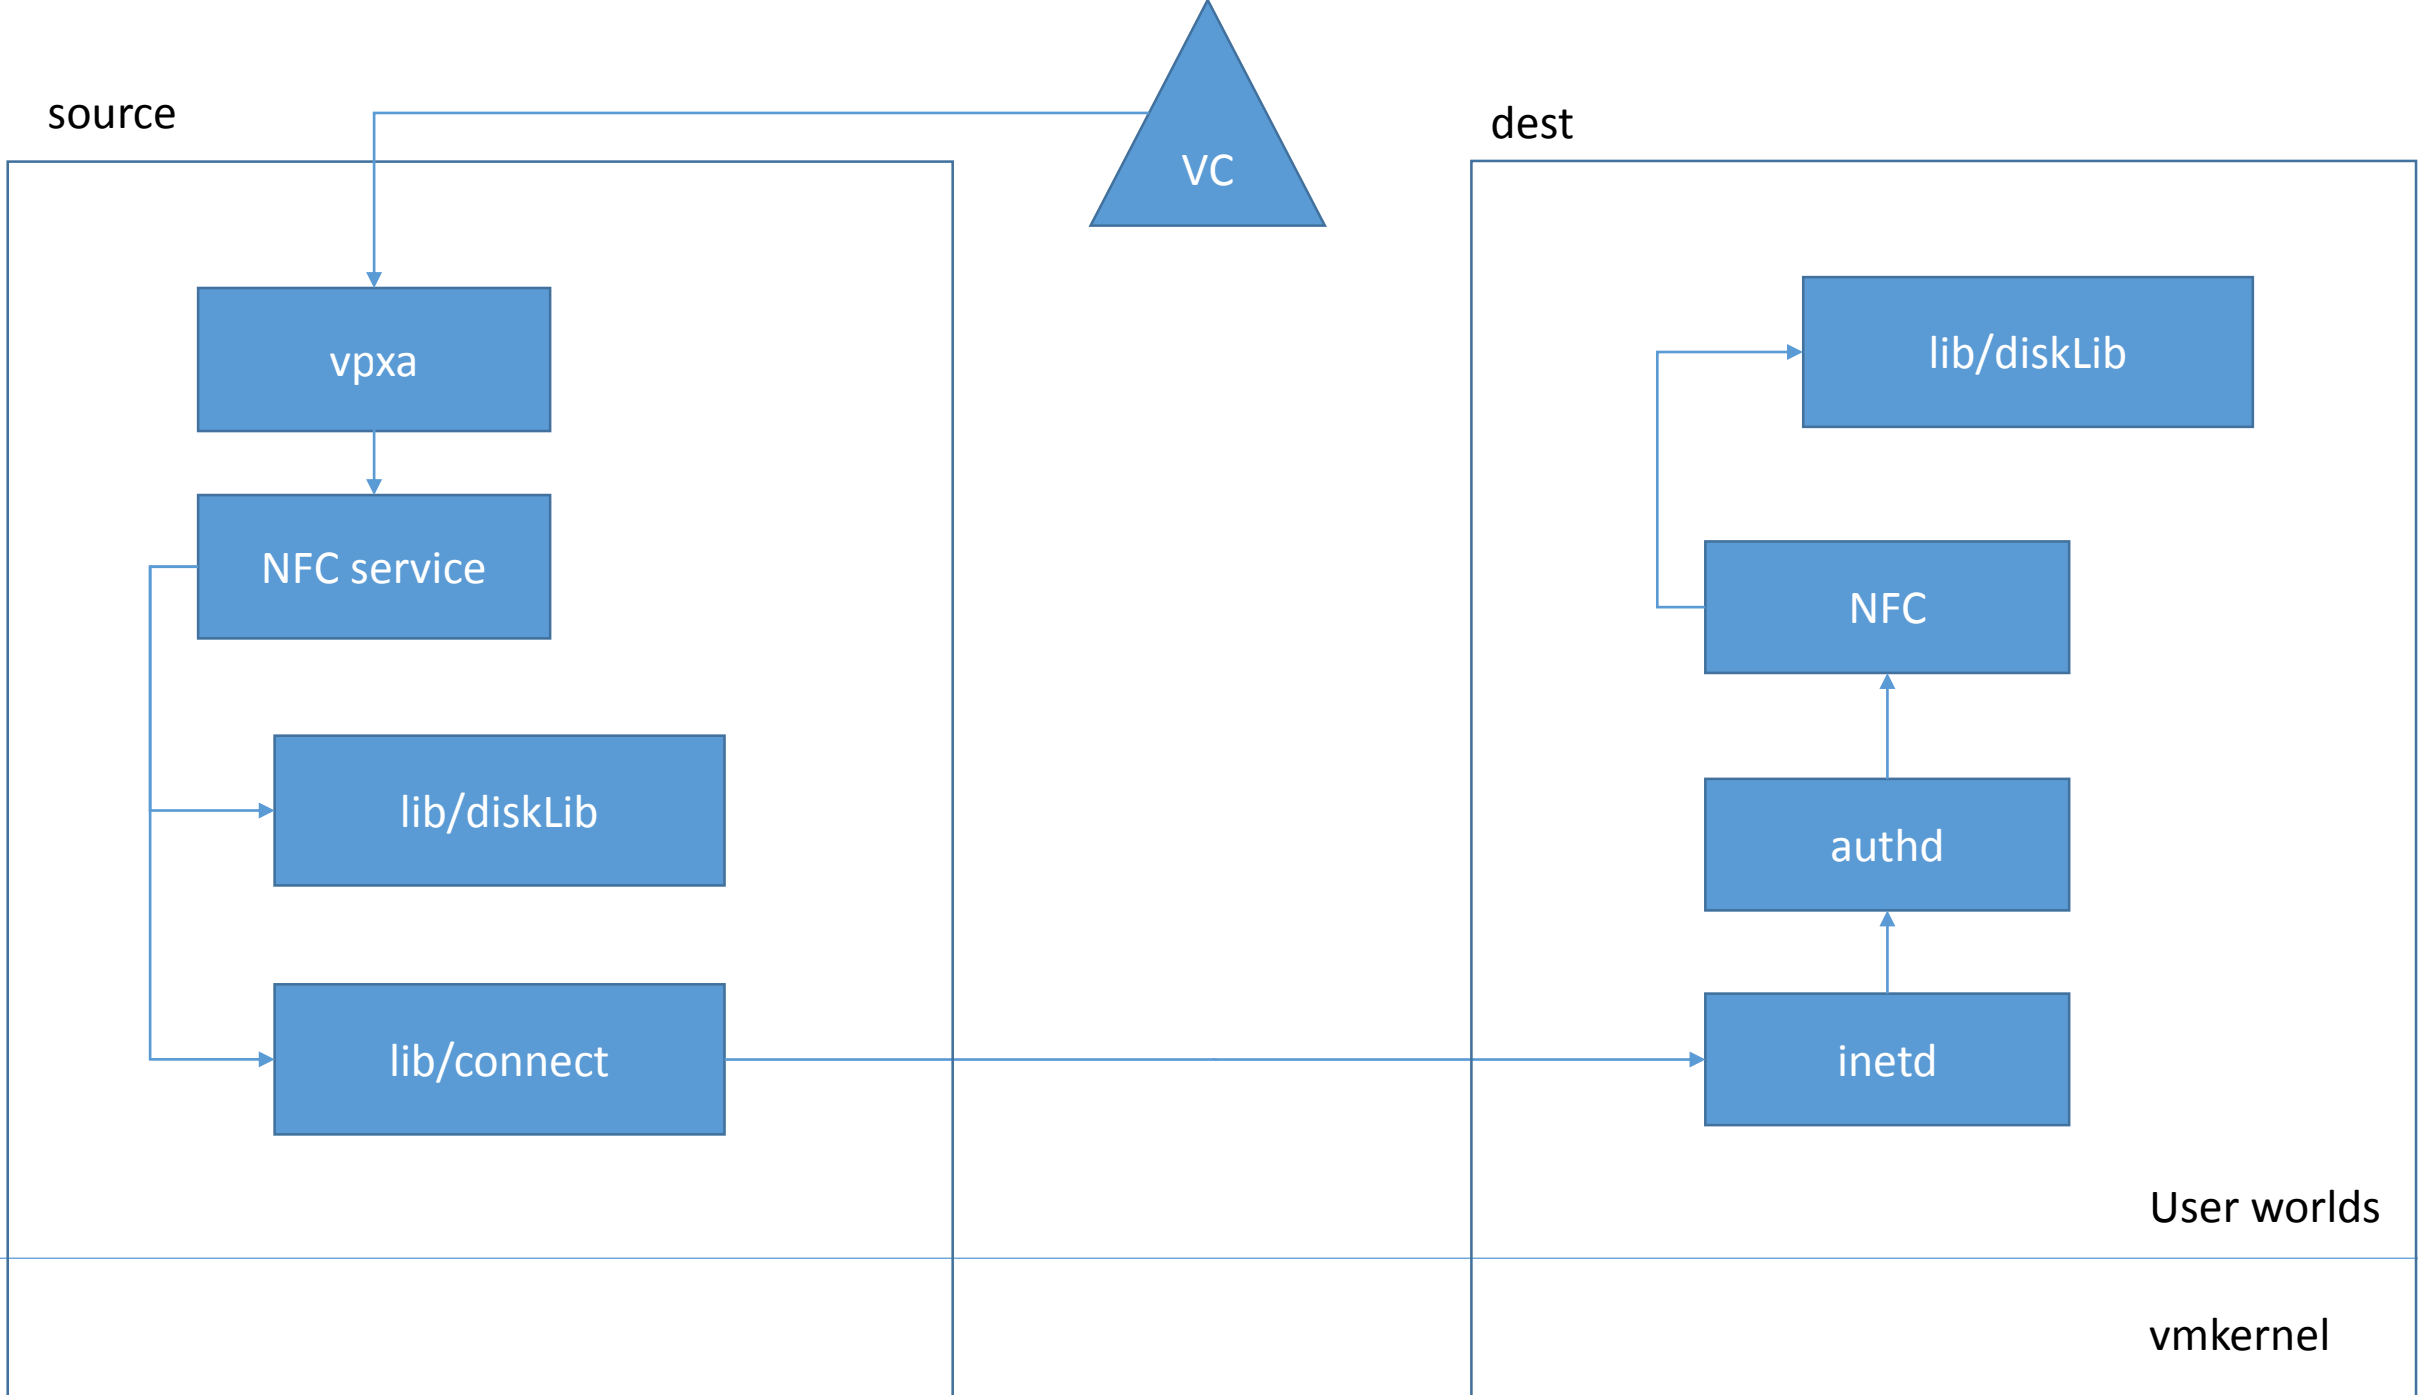 source
VC
dest
vpxa
NFC service
lib/diskLib
lib/connect
lib/diskLib
NFC
authd
inetd
User worlds
vmkernel